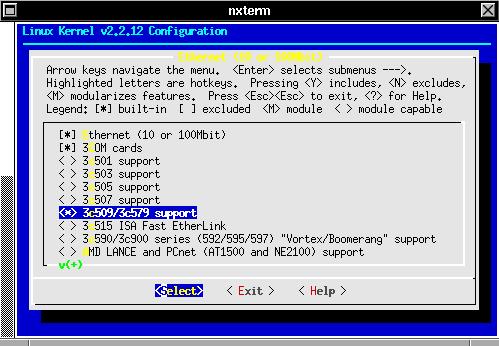 nxterm
Linux Kernel v2.2.12 Configuration
Ethernet (10 or 100Mbit)
Arrow keys navigate the menu. <Enter> selects submenus --->.
Highlighted letters are hotkeys. Pressing <Y> includes, <N> excludes,
<M> modularizes features. Press <Esc><Esc> to exit, <?> for Help.
Legend: [*] built-in [ ] excluded <M> module < > module capable
[*] Ethernet (10 or 100Mbit)
[*] 3COM cards
< > 3c501 support
< > 3c503 support
< > 3c505 support
< > 3c507 support
<*> 3c509/3c579 support
< > 3c515 ISA Fast EtherLink
< > 3c590/3c900 series (592/595/597) "Vortex/Boomerang" support
< > AMD LANCE and PCnet (AT1500 and NE2100) support
v(+)
<Select> < Exit > < Help >